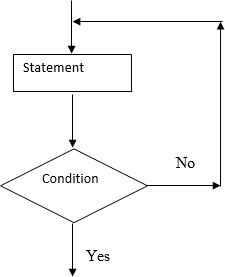 Statement
Condition
No
Yes